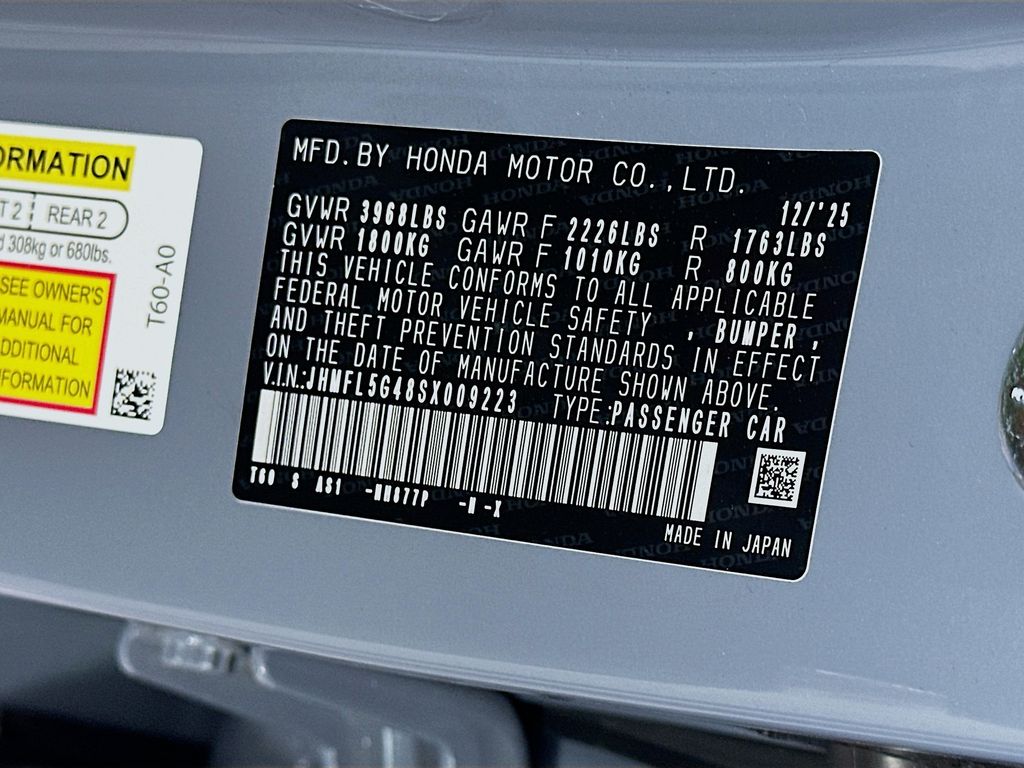 ORMATION
T 2 REAR 2
d 308kg or 680lbs.
SEE OWNER'S
MANUAL FOR
DDITIONAL
NFORMATION
T60-A0
MFD. BY HONDA MOTOR CO., LTD.
12/'25
GVWR 3968LBS GAWR F 2226LBS R 1763LBS
GVWR 1800KG GAWR F 1010KG R 800KG
THIS VEHICLE CONFORMS TO ALL APPLICABLE
FEDERAL MOTOR VEHICLE SAFETY , BUMPER ,
AND THEFT PREVENTION STANDARDS IN EFFECT
ON THE DATE OF MANUFACTURE SHOWN ABOVE.
V.I.N.:JHMFL5G48SX009223 TYPE:PASSENGER CAR
T60 S AS1 -NH877P -N -X
MADE IN JAPAN